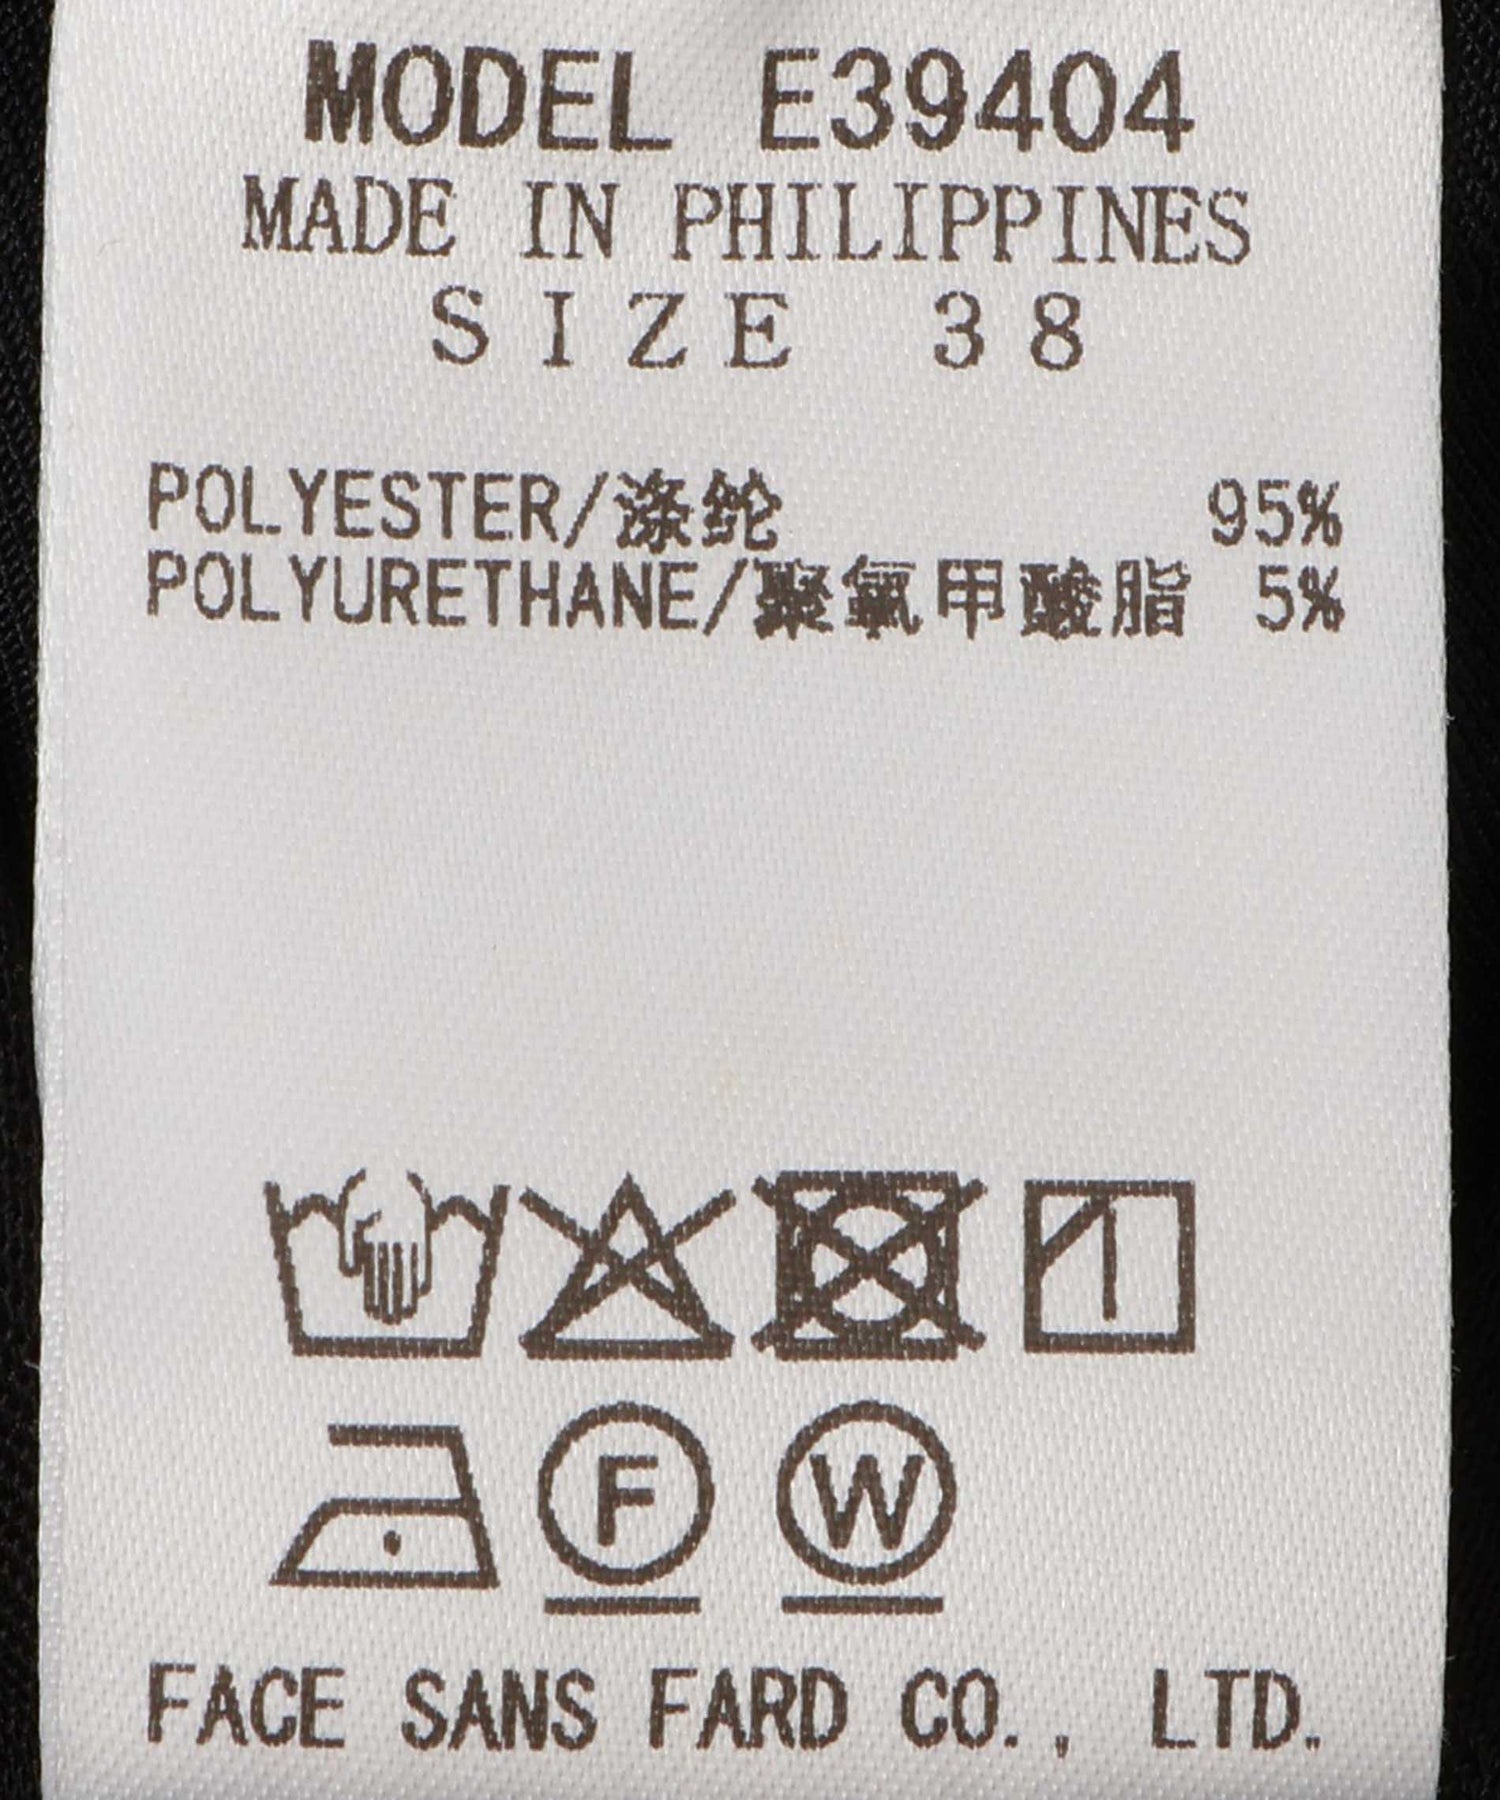 MODEL E39404
MADE IN PHILIPPINES
SIZE 38
POLYESTER/涤纶 95%
POLYURETHANE/聚氨甲酸脂 5%
F W
FACE SANS FARD CO., LTD.